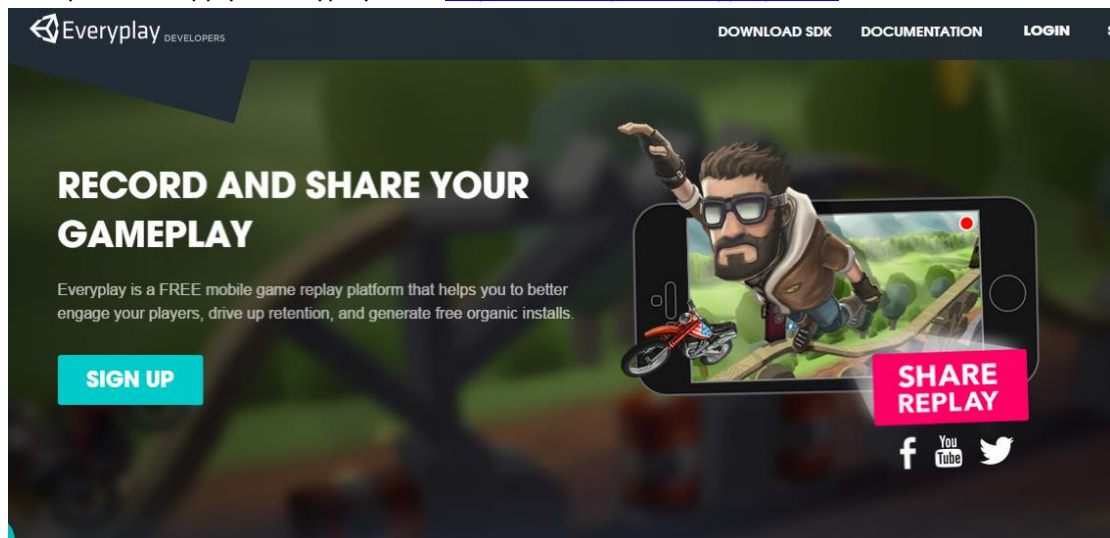 Everyplay DEVELOPERS
DOWNLOAD SDK DOCUMENTATION LOGIN
RECORD AND SHARE YOUR
GAMEPLAY
Everyplay is a FREE mobile game replay platform that helps you to better
engage your players, drive up retention, and generate free organic installs.
SIGN UP
SHARE
REPLAY
f You
Tube